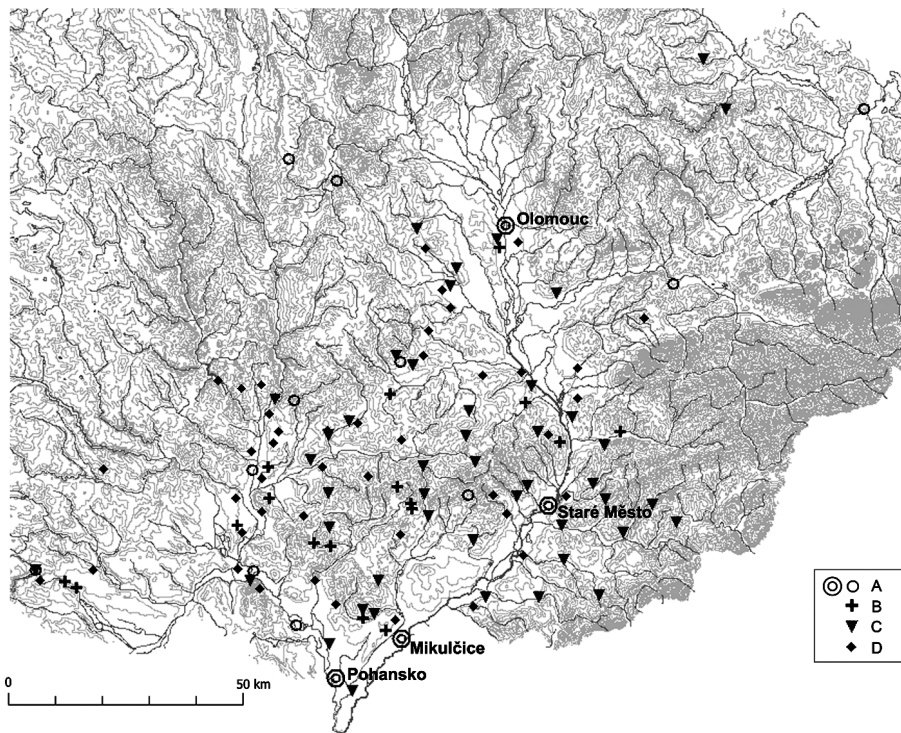 Olomouc
Staré Město
Mikulčice
Pohansko
A
B
C
D
0 50 km